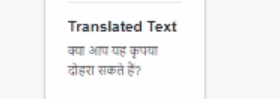 Translated Text
क्या आप यह कृपया
दोहरा सकते हैं?